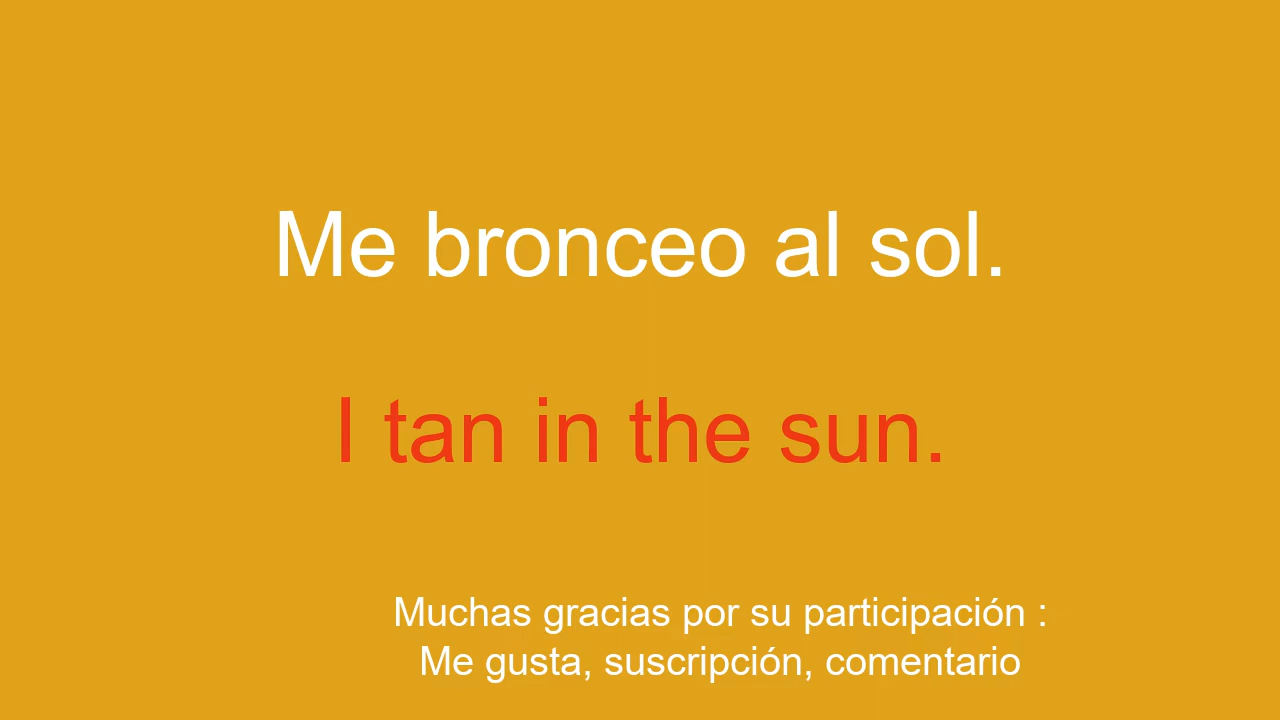 Me bronceo al sol.
I tan in the sun.
Muchas gracias por su participación :
Me gusta, suscripción, comentario